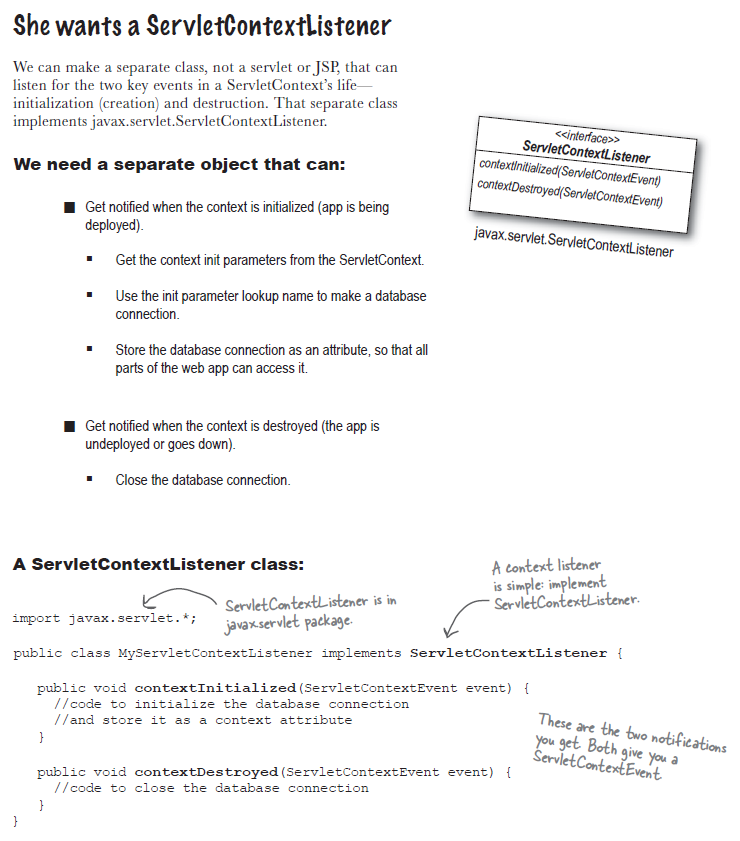 She wants a ServletContextListener
We can make a separate class, not a servlet or JSP, that can
listen for the two key events in a ServletContext's life—
initialization (creation) and destruction. That separate class
implements javax.servlet.ServletContextListener.
<<interface>>
ServletContextListener
contextInitialized(ServletContextEvent)
contextDestroyed(ServletContextEvent)
javax.servlet.ServletContextListener
We need a separate object that can:
■ Get notified when the context is initialized (app is being
deployed).
▪ Get the context init parameters from the ServletContext.
▪ Use the init parameter lookup name to make a database
connection.
▪ Store the database connection as an attribute, so that all
parts of the web app can access it.
■ Get notified when the context is destroyed (the app is
undeployed or goes down).
▪ Close the database connection.
A ServletContextListener class:
A context listener
is simple: implement
ServletContextListener.
ServletContextListener is in
javax.servlet package.
import javax.servlet.*;
public class MyServletContextListener implements ServletContextListener {
public void contextInitialized(ServletContextEvent event) {
//code to initialize the database connection
//and store it as a context attribute
}
These are the two notifications
you get. Both give you a
ServletContextEvent
public void contextDestroyed(ServletContextEvent event) {
//code to close the database connection
}
}